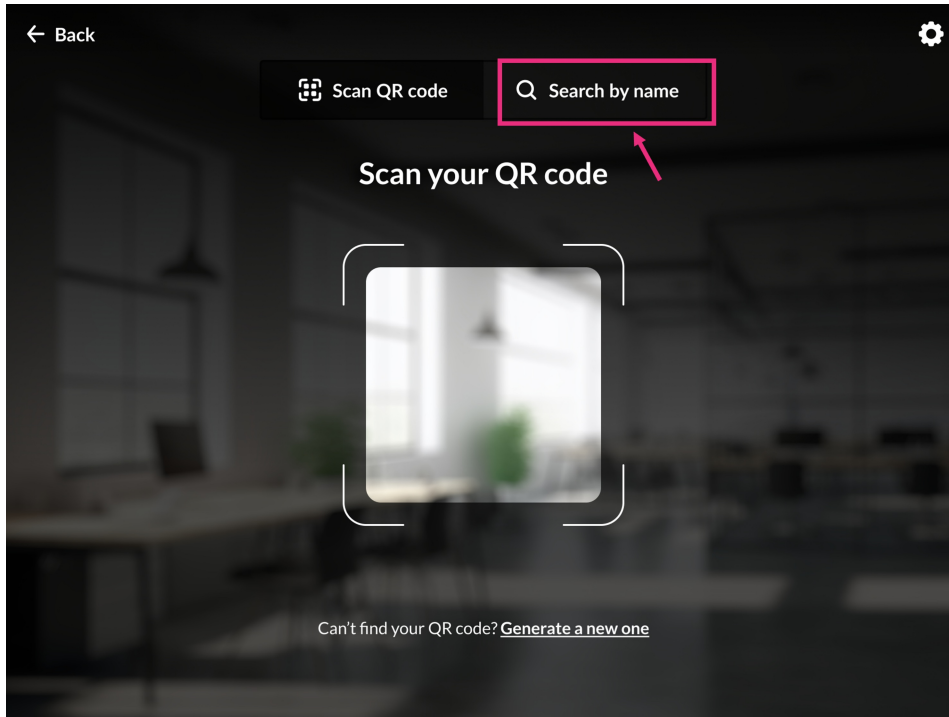 Back
Scan QR code
Search by name
Scan your QR code
Can't find your QR code? Generate a new one